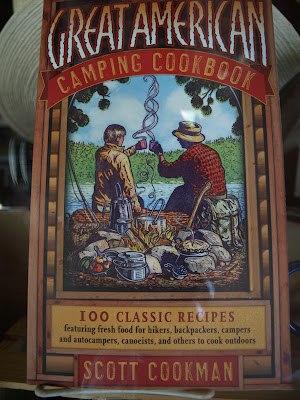 GREAT AMERICAN
CAMPING COOKBOOK
100 CLASSIC RECIPES
featuring fresh food for hikers, backpackers, campers
and autocampers, canoeists, and others to cook outdoors
SCOTT COOKMAN